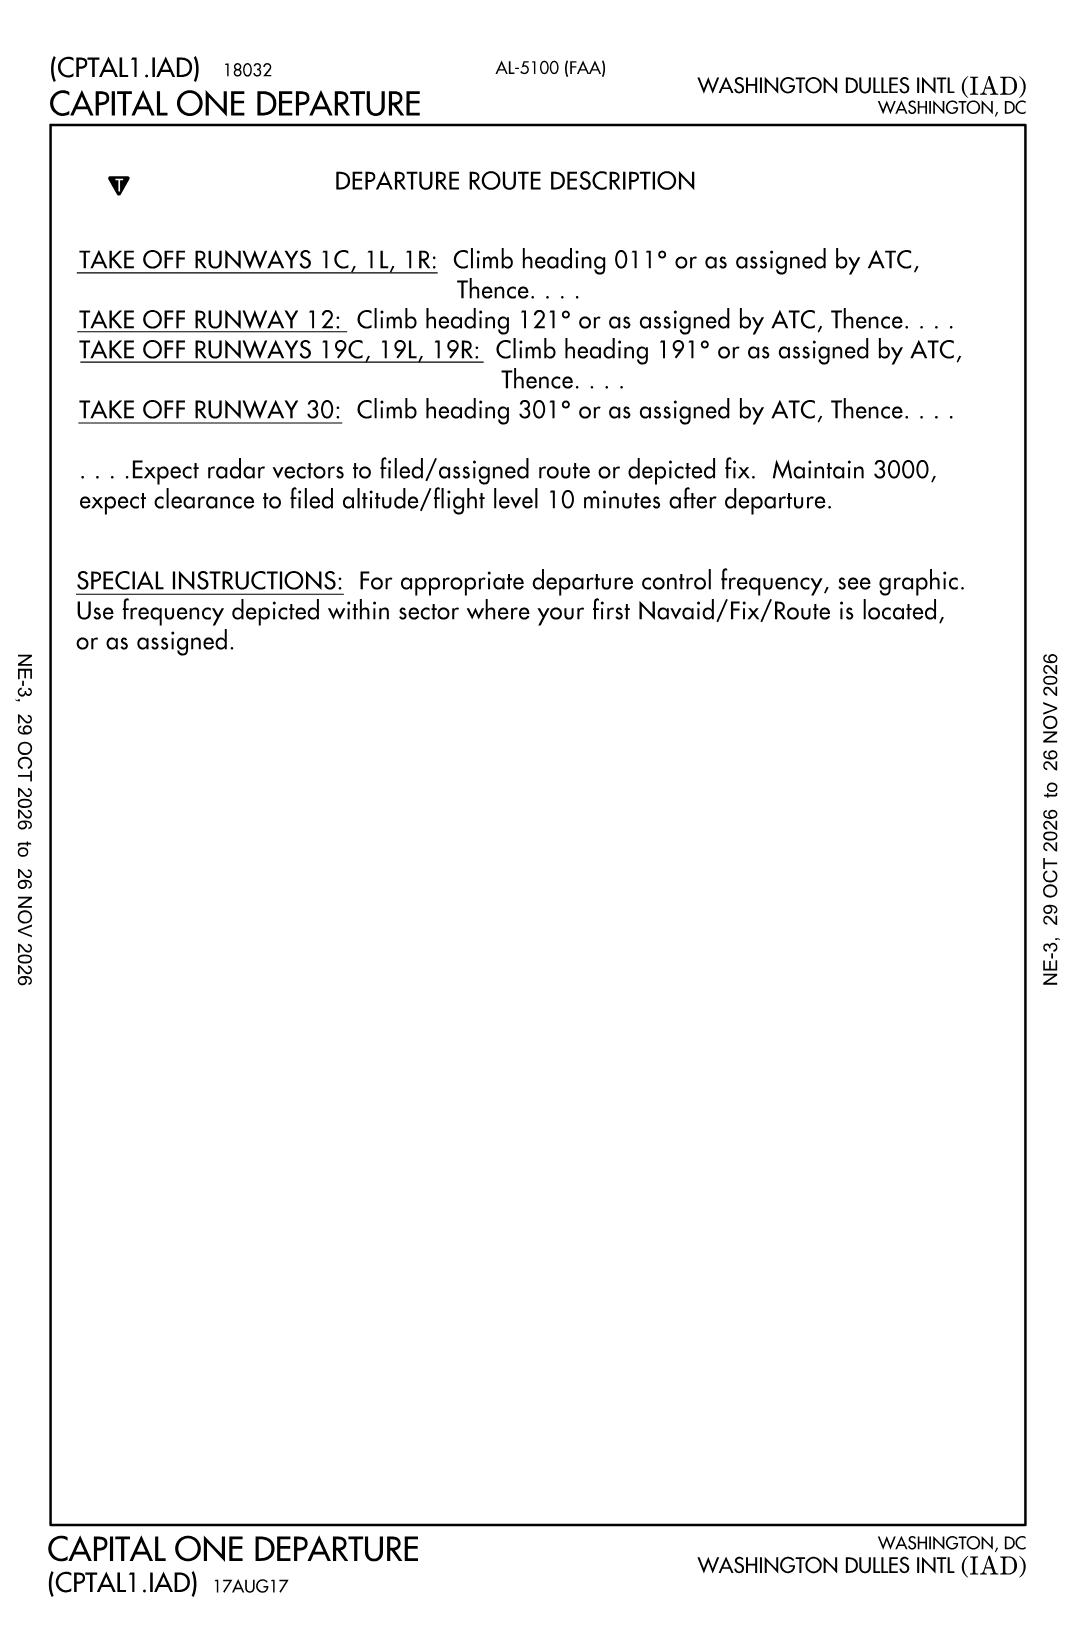 (CPTAL1.IAD) 18032
AL-5100 (FAA)
CAPITAL ONE DEPARTURE
WASHINGTON DULLES INTL (IAD)
WASHINGTON, DC
T
DEPARTURE ROUTE DESCRIPTION
TAKE OFF RUNWAYS 1C, 1L, 1R: Climb heading 011° or as assigned by ATC,
Thence. . . .
TAKE OFF RUNWAY 12: Climb heading 121° or as assigned by ATC, Thence. . . .
TAKE OFF RUNWAYS 19C, 19L, 19R: Climb heading 191° or as assigned by ATC,
Thence. . . .
TAKE OFF RUNWAY 30: Climb heading 301° or as assigned by ATC, Thence. . . .
. . . .Expect radar vectors to filed/assigned route or depicted fix. Maintain 3000,
expect clearance to filed altitude/flight level 10 minutes after departure.
SPECIAL INSTRUCTIONS: For appropriate departure control frequency, see graphic.
Use frequency depicted within sector where your first Navaid/Fix/Route is located,
or as assigned.
NE-3, 29 OCT 2026 to 26 NOV 2026
NE-3, 29 OCT 2026 to 26 NOV 2026
CAPITAL ONE DEPARTURE
(CPTAL1.IAD) 17AUG17
WASHINGTON, DC
WASHINGTON DULLES INTL (IAD)